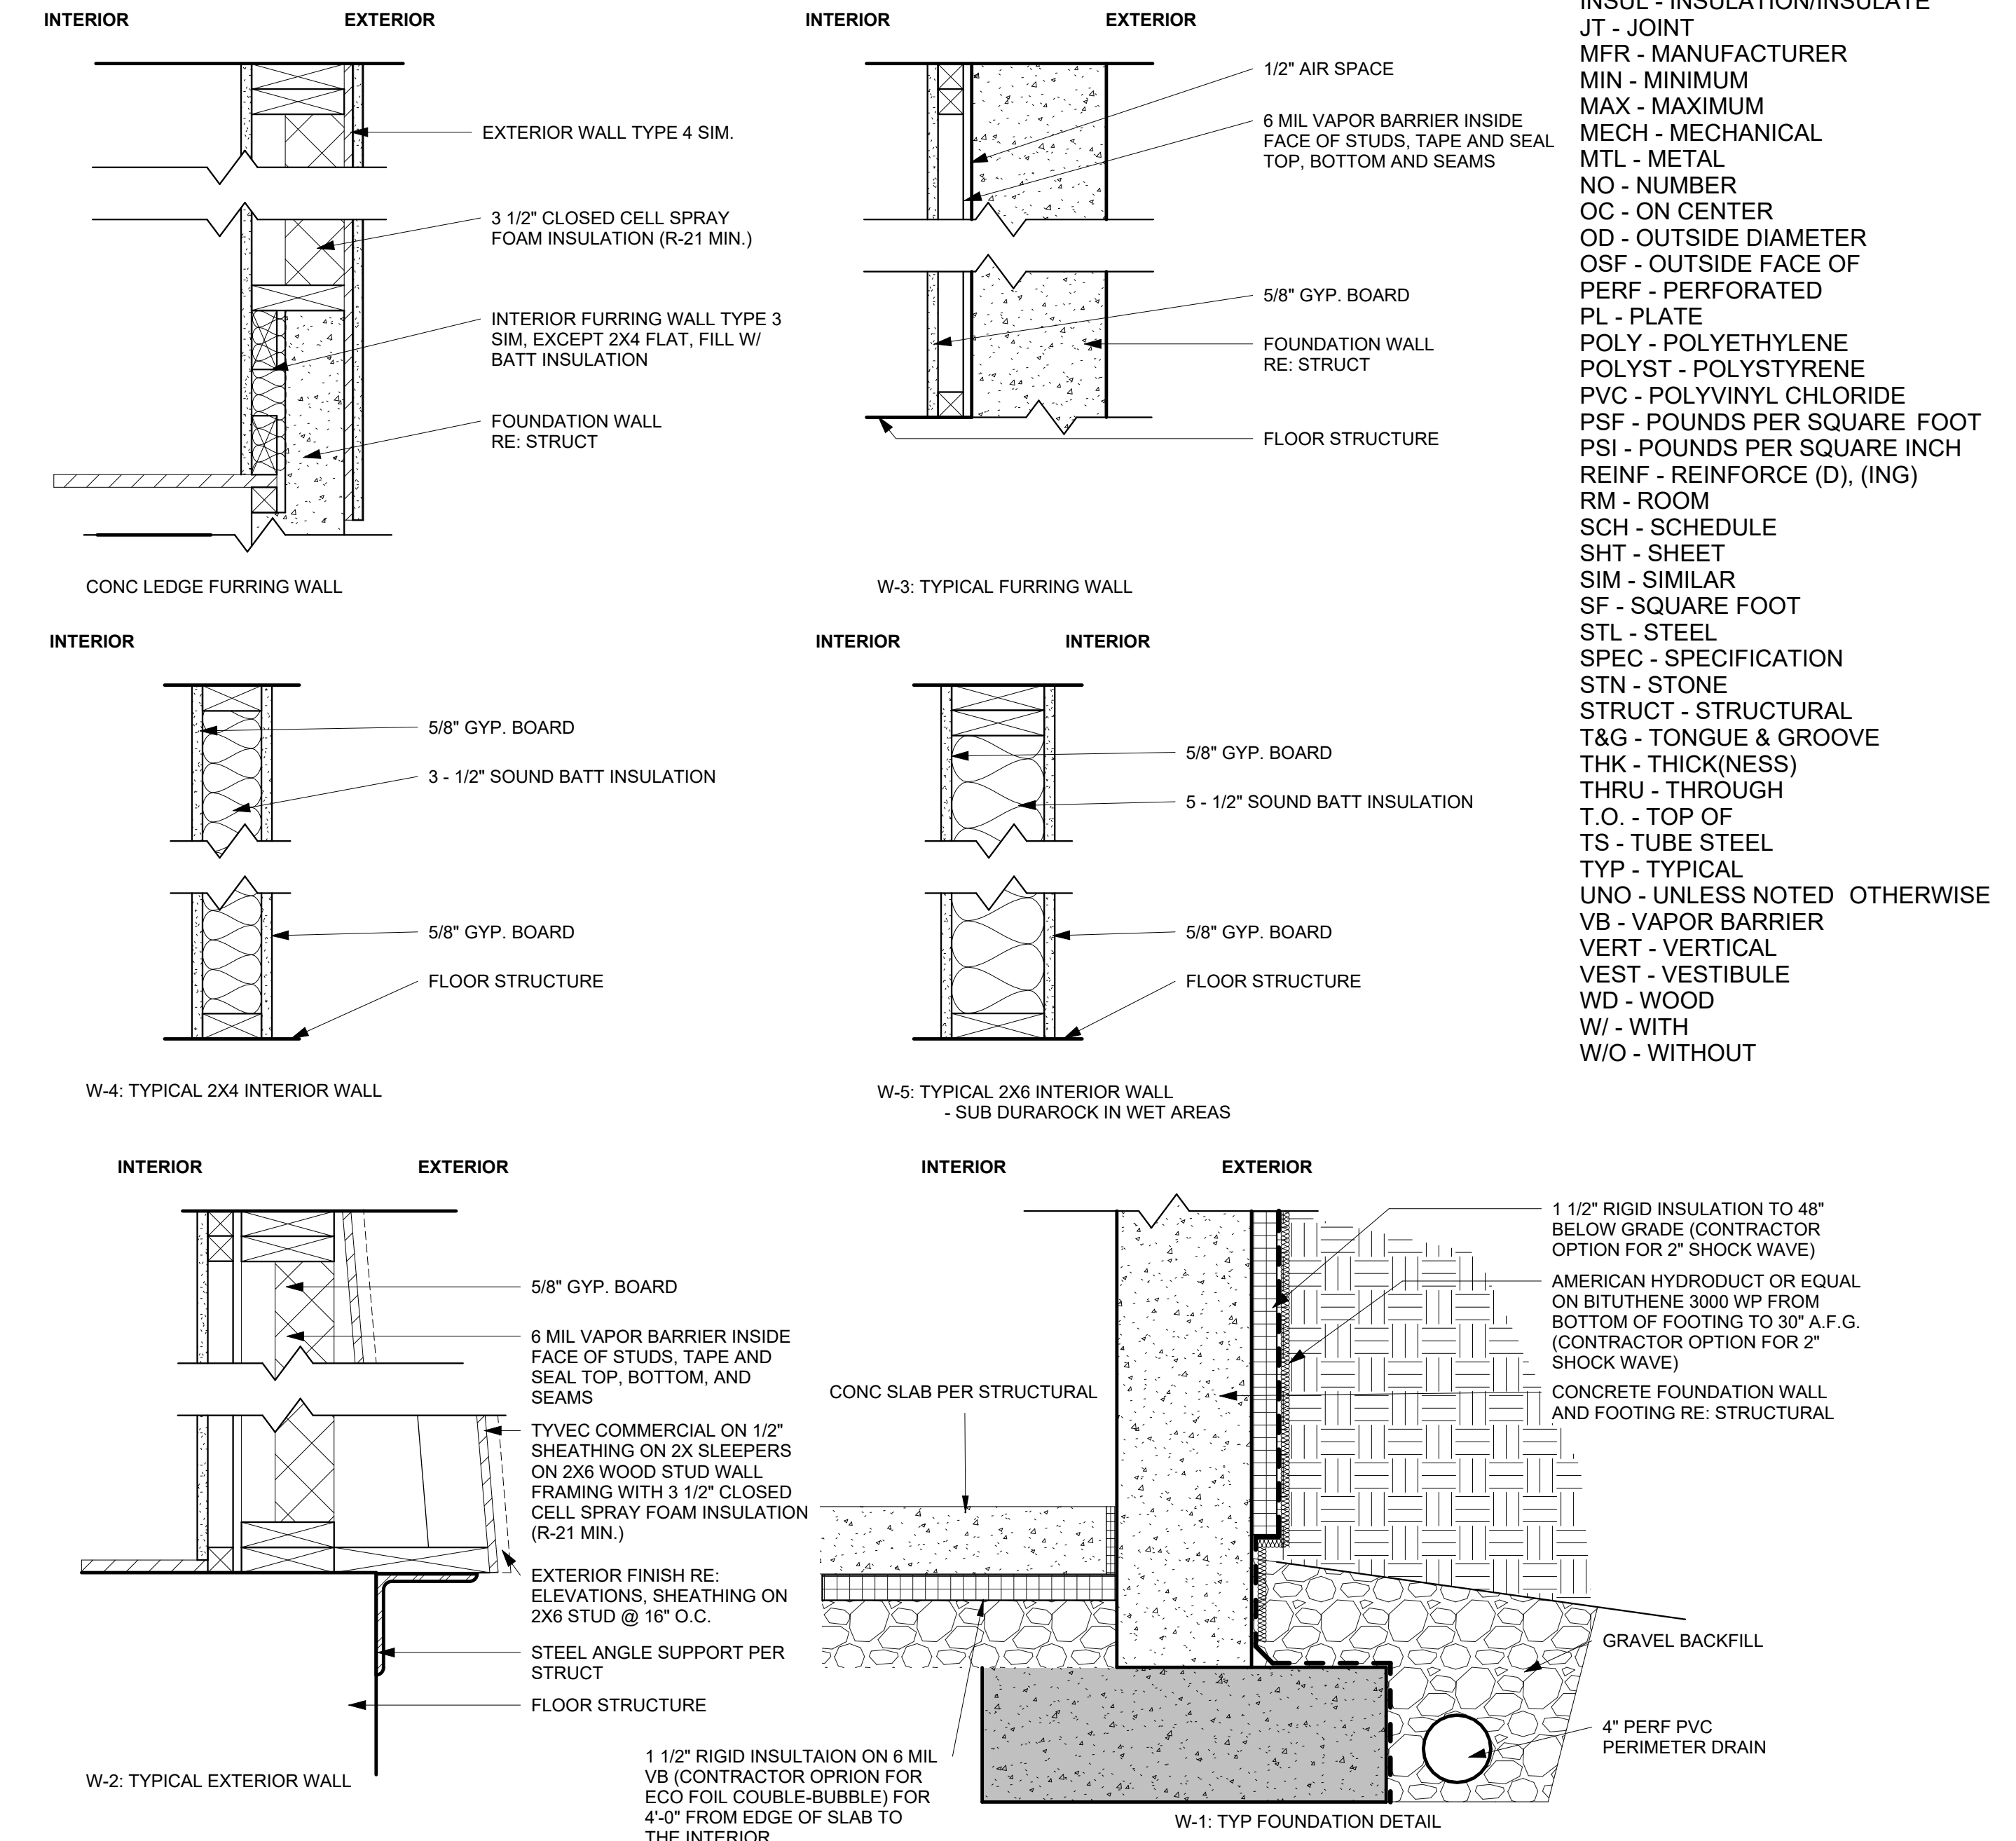 INTERIOR
EXTERIOR
EXTERIOR WALL TYPE 4 SIM.
3 1/2" CLOSED CELL SPRAY
FOAM INSULATION (R-21 MIN.)
INTERIOR FURRING WALL TYPE 3
SIM, EXCEPT 2X4 FLAT, FILL W/
BATT INSULATION
FOUNDATION WALL
RE: STRUCT
CONC LEDGE FURRING WALL
INTERIOR
EXTERIOR
1/2" AIR SPACE
6 MIL VAPOR BARRIER INSIDE
FACE OF STUDS, TAPE AND SEAL
TOP, BOTTOM AND SEAMS
5/8" GYP. BOARD
FOUNDATION WALL
RE: STRUCT
FLOOR STRUCTURE
W-3: TYPICAL FURRING WALL
INTERIOR
5/8" GYP. BOARD
3 - 1/2" SOUND BATT INSULATION
5/8" GYP. BOARD
FLOOR STRUCTURE
W-4: TYPICAL 2X4 INTERIOR WALL
INTERIOR
INTERIOR
5/8" GYP. BOARD
5 - 1/2" SOUND BATT INSULATION
5/8" GYP. BOARD
FLOOR STRUCTURE
W-5: TYPICAL 2X6 INTERIOR WALL
- SUB DURAROCK IN WET AREAS
INTERIOR
EXTERIOR
5/8" GYP. BOARD
6 MIL VAPOR BARRIER INSIDE
FACE OF STUDS, TAPE AND
SEAL TOP, BOTTOM, AND
SEAMS
TYVEC COMMERCIAL ON 1/2"
SHEATHING ON 2X SLEEPERS
ON 2X6 WOOD STUD WALL
FRAMING WITH 3 1/2" CLOSED
CELL SPRAY FOAM INSULATION
(R-21 MIN.)
EXTERIOR FINISH RE:
ELEVATIONS, SHEATHING ON
2X6 STUD @ 16" O.C.
STEEL ANGLE SUPPORT PER
STRUCT
FLOOR STRUCTURE
W-2: TYPICAL EXTERIOR WALL
INTERIOR
EXTERIOR
1 1/2" RIGID INSULATION TO 48"
BELOW GRADE (CONTRACTOR
OPTION FOR 2" SHOCK WAVE)
AMERICAN HYDRODUCT OR EQUAL
ON BITUTHENE 3000 WP FROM
BOTTOM OF FOOTING TO 30" A.F.G.
(CONTRACTOR OPTION FOR 2"
SHOCK WAVE)
CONCRETE FOUNDATION WALL
AND FOOTING RE: STRUCTURAL
CONC SLAB PER STRUCTURAL
GRAVEL BACKFILL
4" PERF PVC
PERIMETER DRAIN
1 1/2" RIGID INSULTAION ON 6 MIL
VB (CONTRACTOR OPRION FOR
ECO FOIL COUBLE-BUBBLE) FOR
4'-0" FROM EDGE OF SLAB TO
THE INTERIOR
W-1: TYP FOUNDATION DETAIL
INSUL - INSULATION/INSULATE
JT - JOINT
MFR - MANUFACTURER
MIN - MINIMUM
MAX - MAXIMUM
MECH - MECHANICAL
MTL - METAL
NO - NUMBER
OC - ON CENTER
OD - OUTSIDE DIAMETER
OSF - OUTSIDE FACE OF
PERF - PERFORATED
PL - PLATE
POLY - POLYETHYLENE
POLYST - POLYSTYRENE
PVC - POLYVINYL CHLORIDE
PSF - POUNDS PER SQUARE FOOT
PSI - POUNDS PER SQUARE INCH
REINF - REINFORCE (D), (ING)
RM - ROOM
SCH - SCHEDULE
SHT - SHEET
SIM - SIMILAR
SF - SQUARE FOOT
STL - STEEL
SPEC - SPECIFICATION
STN - STONE
STRUCT - STRUCTURAL
T&G - TONGUE & GROOVE
THK - THICK(NESS)
THRU - THROUGH
T.O. - TOP OF
TS - TUBE STEEL
TYP - TYPICAL
UNO - UNLESS NOTED OTHERWISE
VB - VAPOR BARRIER
VERT - VERTICAL
VEST - VESTIBULE
WD - WOOD
W/ - WITH
W/O - WITHOUT